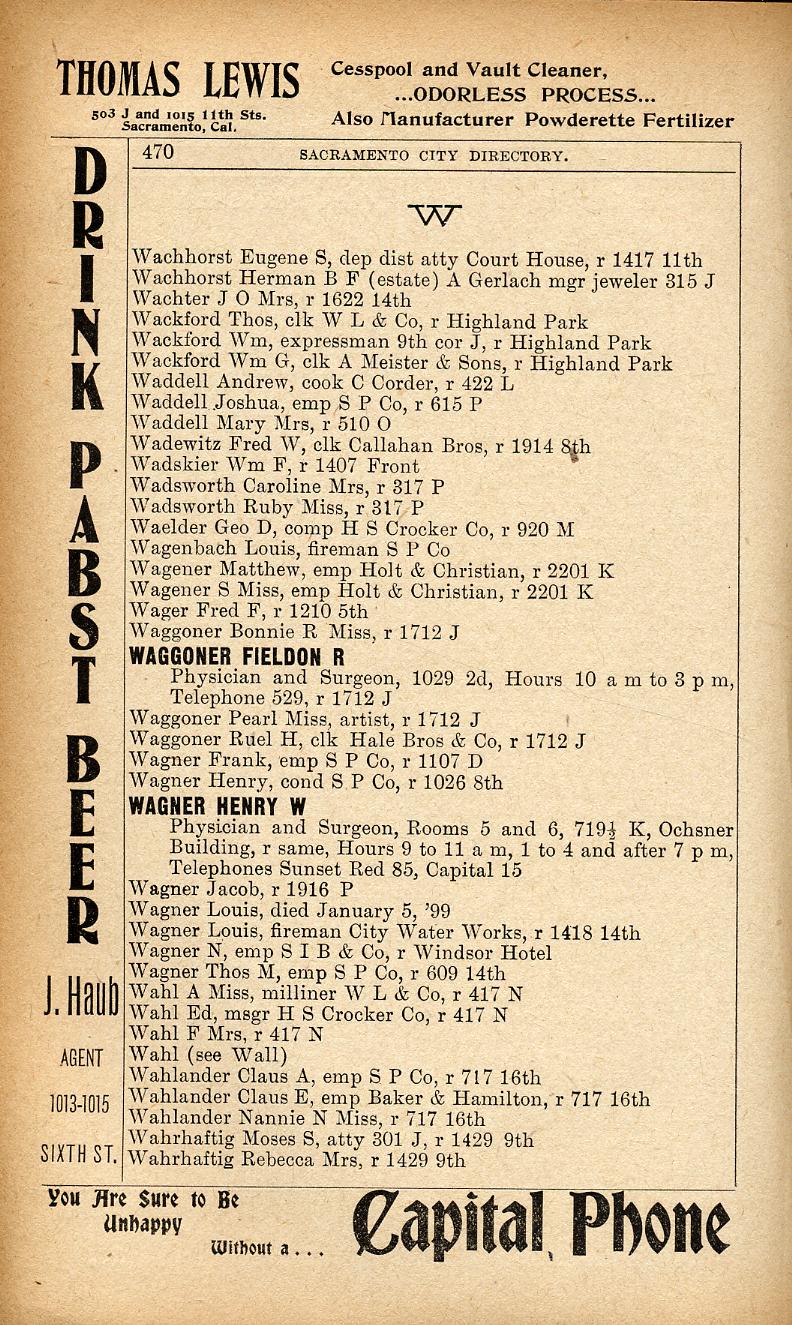 THOMAS LEWIS
503 J and 1015 11th Sts.
Sacramento, Cal.
Cesspool and Vault Cleaner,
...ODORLESS PROCESS...
Also Manufacturer Powderette Fertilizer
DRINK PABST BEER
J. Haub
AGENT
1013-1015
SIXTH ST.
470 SACRAMENTO CITY DIRECTORY.
W
Wachhorst Eugene S, dep dist atty Court House, r 1417 11th
Wachhorst Herman B F (estate) A Gerlach mgr jeweler 315 J
Wachter J O Mrs, r 1622 14th
Wackford Thos, clk W L & Co, r Highland Park
Wackford Wm, expressman 9th cor J, r Highland Park
Wackford Wm G, clk A Meister & Sons, r Highland Park
Waddell Andrew, cook C Corder, r 422 L
Waddell Joshua, emp S P Co, r 615 P
Waddell Mary Mrs, r 510 O
Wadewitz Fred W, clk Callahan Bros, r 1914 8th
Wadskier Wm F, r 1407 Front
Wadsworth Caroline Mrs, r 317 P
Wadsworth Ruby Miss, r 317 P
Waelder Geo D, comp H S Crocker Co, r 920 M
Wagenbach Louis, fireman S P Co
Wagener Matthew, emp Holt & Christian, r 2201 K
Wagener S Miss, emp Holt & Christian, r 2201 K
Wager Fred F, r 1210 5th
Waggoner Bonnie R Miss, r 1712 J
WAGGONER FIELDON R
Physician and Surgeon, 1029 2d, Hours 10 a m to 3 p m,
Telephone 529, r 1712 J
Waggoner Pearl Miss, artist, r 1712 J
Waggoner Ruel H, clk Hale Bros & Co, r 1712 J
Wagner Frank, emp S P Co, r 1107 D
Wagner Henry, cond S P Co, r 1026 8th
WAGNER HENRY W
Physician and Surgeon, Rooms 5 and 6, 719½ K, Ochsner
Building, r same, Hours 9 to 11 a m, 1 to 4 and after 7 p m,
Telephones Sunset Red 85, Capital 15
Wagner Jacob, r 1916 P
Wagner Louis, died January 5, '99
Wagner Louis, fireman City Water Works, r 1418 14th
Wagner N, emp S I B & Co, r Windsor Hotel
Wagner Thos M, emp S P Co, r 609 14th
Wahl A Miss, milliner W L & Co, r 417 N
Wahl Ed, msgr H S Crocker Co, r 417 N
Wahl F Mrs, r 417 N
Wahl (see Wall)
Wahlander Claus A, emp S P Co, r 717 16th
Wahlander Claus E, emp Baker & Hamilton, r 717 16th
Wahlander Nannie N Miss, r 717 16th
Wahrhaftig Moses S, atty 301 J, r 1429 9th
Wahrhaftig Rebecca Mrs, r 1429 9th
You Are Sure to Be
Unhappy
Without a...
Capital Phone